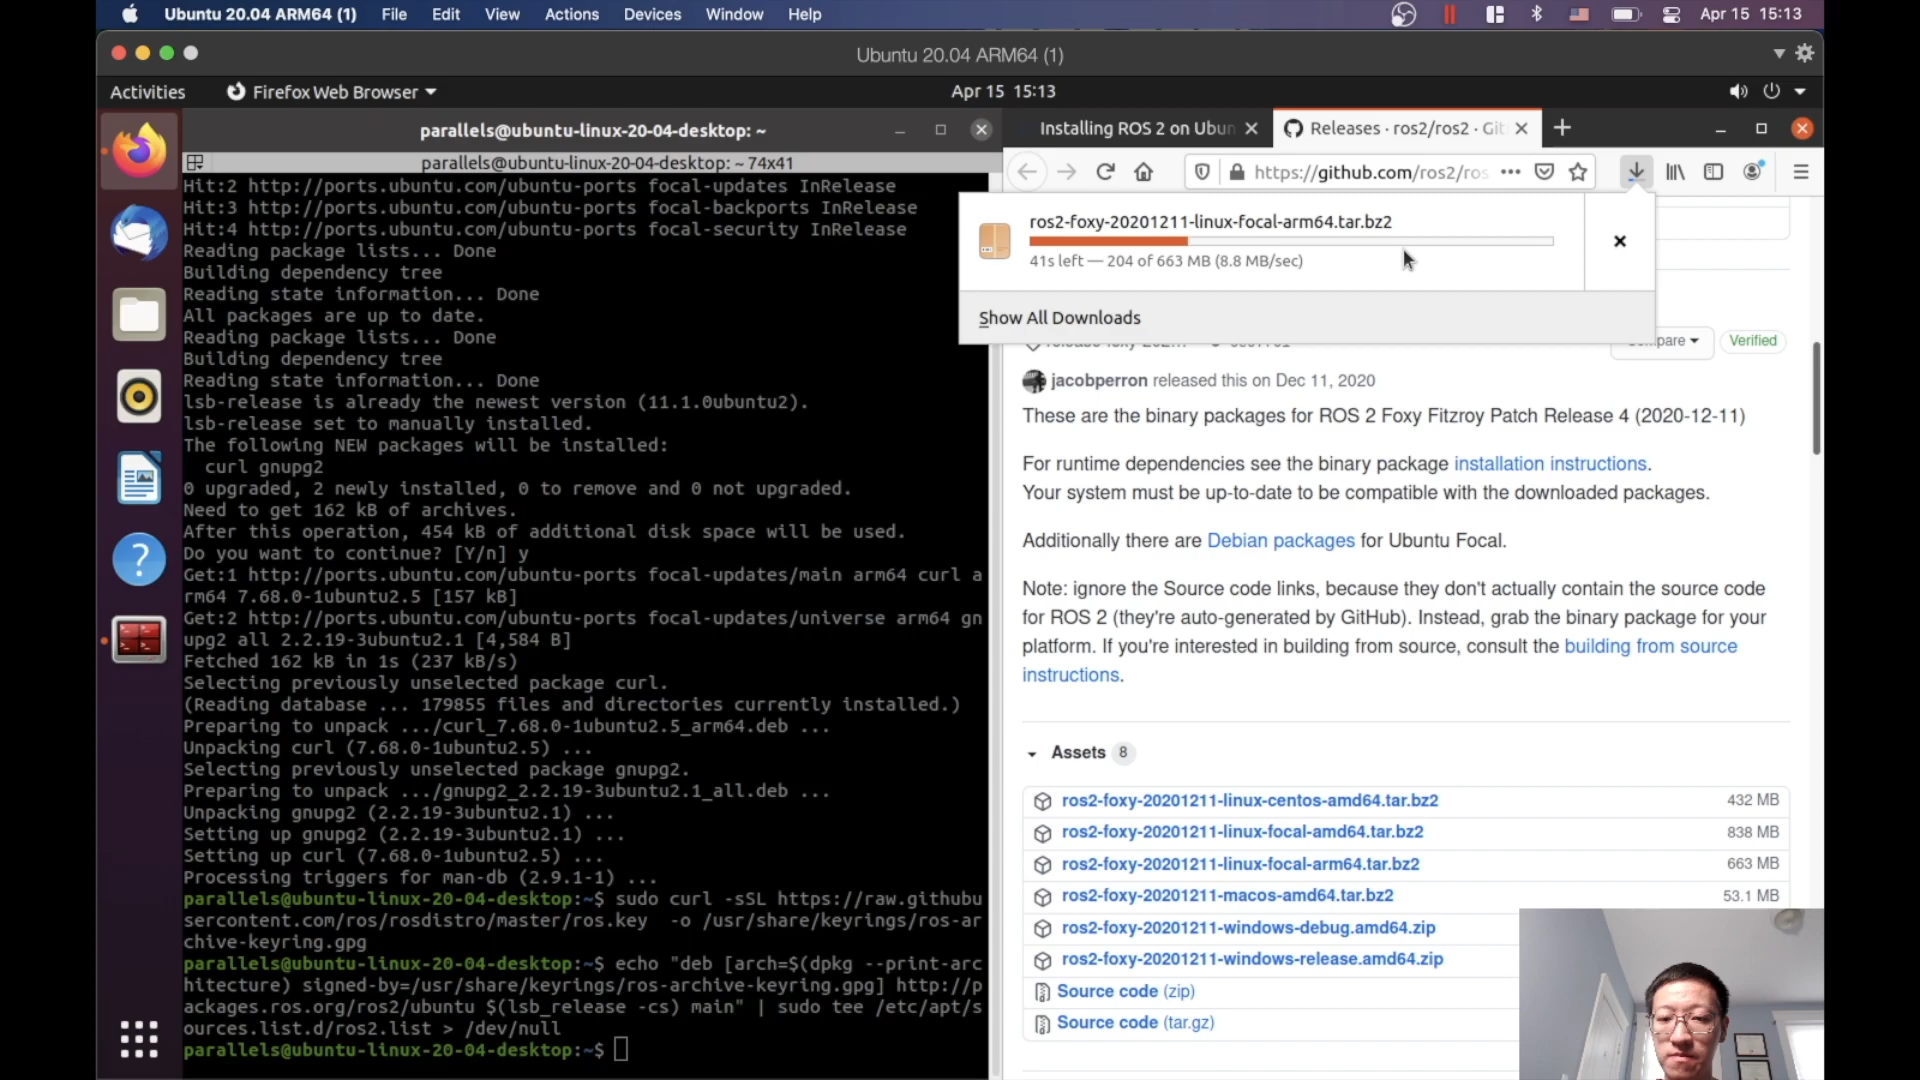 Ubuntu 20.04 ARM64 (1) File Edit View Actions Devices Window Help Apr 15 15:13
Ubuntu 20.04 ARM64 (1)
Activities Firefox Web Browser Apr 15 15:13
parallels@ubuntu-linux-20-04-desktop: ~
parallels@ubuntu-linux-20-04-desktop: ~ 74x41
Hit:2 http://ports.ubuntu.com/ubuntu-ports focal-updates InRelease
Hit:3 http://ports.ubuntu.com/ubuntu-ports focal-backports InRelease
Hit:4 http://ports.ubuntu.com/ubuntu-ports focal-security InRelease
Reading package lists... Done
Building dependency tree
Reading state information... Done
All packages are up to date.
Reading package lists... Done
Building dependency tree
Reading state information... Done
lsb-release is already the newest version (11.1.0ubuntu2).
lsb-release set to manually installed.
The following NEW packages will be installed:
curl gnupg2
0 upgraded, 2 newly installed, 0 to remove and 0 not upgraded.
Need to get 162 kB of archives.
After this operation, 454 kB of additional disk space will be used.
Do you want to continue? [Y/n] y
Get:1 http://ports.ubuntu.com/ubuntu-ports focal-updates/main arm64 curl a
rm64 7.68.0-1ubuntu2.5 [157 kB]
Get:2 http://ports.ubuntu.com/ubuntu-ports focal-updates/universe arm64 gn
upg2 all 2.2.19-3ubuntu2.1 [4,584 B]
Fetched 162 kB in 1s (237 kB/s)
Selecting previously unselected package curl.
(Reading database ... 179855 files and directories currently installed.)
Preparing to unpack .../curl_7.68.0-1ubuntu2.5_arm64.deb ...
Unpacking curl (7.68.0-1ubuntu2.5) ...
Selecting previously unselected package gnupg2.
Preparing to unpack .../gnupg2_2.2.19-3ubuntu2.1_all.deb ...
Unpacking gnupg2 (2.2.19-3ubuntu2.1) ...
Setting up gnupg2 (2.2.19-3ubuntu2.1) ...
Setting up curl (7.68.0-1ubuntu2.5) ...
Processing triggers for man-db (2.9.1-1) ...
parallels@ubuntu-linux-20-04-desktop:~$ sudo curl -sSL https://raw.githubu
sercontent.com/ros/rosdistro/master/ros.key -o /usr/share/keyrings/ros-ar
chive-keyring.gpg
parallels@ubuntu-linux-20-04-desktop:~$ echo "deb [arch=$(dpkg --print-arc
hitecture) signed-by=/usr/share/keyrings/ros-archive-keyring.gpg] http://p
ackages.ros.org/ros2/ubuntu $(lsb_release -cs) main" | sudo tee /etc/apt/s
ources.list.d/ros2.list > /dev/null
parallels@ubuntu-linux-20-04-desktop:~$
Installing ROS 2 on Ubun
Releases · ros2/ros2 · Git
https://github.com/ros2/ros
ros2-foxy-20201211-linux-focal-arm64.tar.bz2
41s left — 204 of 663 MB (8.8 MB/sec)
Show All Downloads
Verified
jacobperron released this on Dec 11, 2020
These are the binary packages for ROS 2 Foxy Fitzroy Patch Release 4 (2020-12-11)
For runtime dependencies see the binary package installation instructions.
Your system must be up-to-date to be compatible with the downloaded packages.
Additionally there are Debian packages for Ubuntu Focal.
Note: ignore the Source code links, because they don't actually contain the source code
for ROS 2 (they're auto-generated by GitHub). Instead, grab the binary package for your
platform. If you're interested in building from source, consult the building from source
instructions.
Assets 8
ros2-foxy-20201211-linux-centos-amd64.tar.bz2 432 MB
ros2-foxy-20201211-linux-focal-amd64.tar.bz2 838 MB
ros2-foxy-20201211-linux-focal-arm64.tar.bz2 663 MB
ros2-foxy-20201211-macos-amd64.tar.bz2 53.1 MB
ros2-foxy-20201211-windows-debug.amd64.zip
ros2-foxy-20201211-windows-release.amd64.zip
Source code (zip)
Source code (tar.gz)